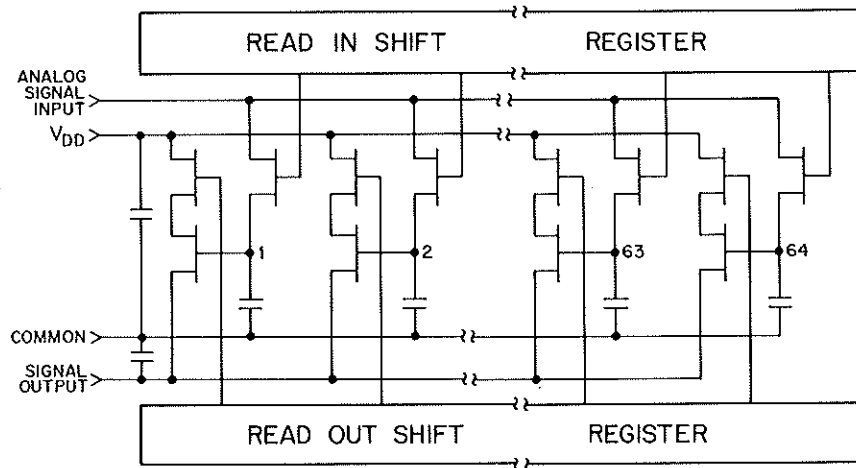 READ IN SHIFT REGISTER
ANALOG
SIGNAL
INPUT
VDD
1 2 63 64
COMMON
SIGNAL
OUTPUT
READ OUT SHIFT REGISTER